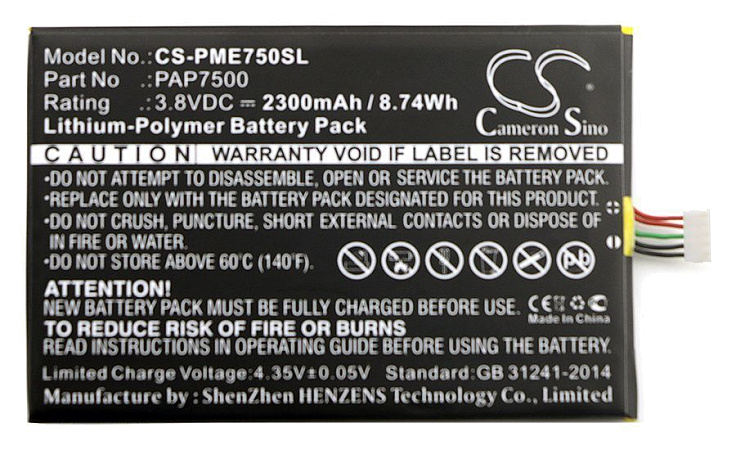 Model No.: CS-PME750SL
Part No .: PAP7500
Rating .: 3.8VDC ⎓ 2300mAh / 8.74Wh
Lithium-Polymer Battery Pack
CS
Cameron Sino
CAUTION WARRANTY VOID IF LABEL IS REMOVED
•DO NOT ATTEMPT TO DISASSEMBLE, OPEN OR SERVICE THE BATTERY PACK.
•REPLACE ONLY WITH THE BATTERY PACK DESIGNATED FOR THIS PRODUCT.
•DO NOT CRUSH, PUNCTURE, SHORT EXTERNAL CONTACTS OR DISPOSE OF
IN FIRE OR WATER.
•DO NOT STORE ABOVE 60°C (140°F).
Pb
ATTENTION!
NEW BATTERY PACK MUST BE FULLY CHARGED BEFORE USE.
CE
Made In China
TO REDUCE RISK OF FIRE OR BURNS
READ INSTRUCTIONS IN OPERATING GUIDE BEFORE USING THE BATTERY.
Limited Charge Voltage: 4.35V±0.05V Standard: GB 31241-2014
Manufacturer by : ShenZhen HENZENS Technology Co., Limited